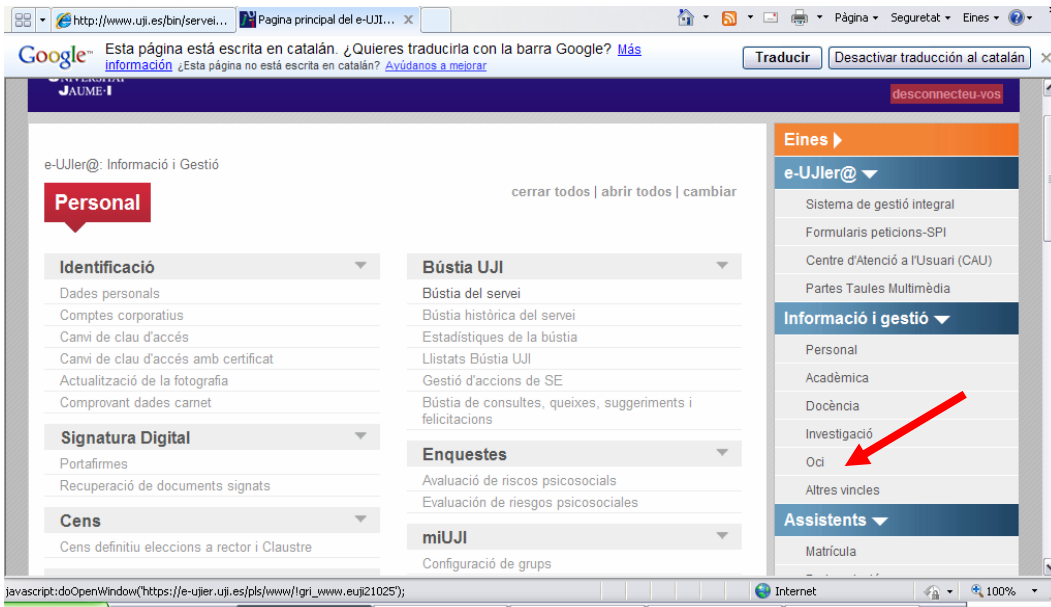 http://www.uji.es/bin/servei...
Pagina principal del e-UJI...
Pàgina
Seguretat
Eines
Google™
Esta página está escrita en catalán. ¿Quieres traducirla con la barra Google? Más
información ¿Esta página no está escrita en catalán? Ayúdanos a mejorar
Traducir
Desactivar traducción al catalán
JAUME·I
desconnecteu-vos
e-UJIer@: Informació i Gestió
Personal
cerrar todos | abrir todos | cambiar
Identificació
Dades personals
Comptes corporatius
Canvi de clau d'accés
Canvi de clau d'accés amb certificat
Actualització de la fotografia
Comprovant dades carnet
Signatura Digital
Portafirmes
Recuperació de documents signats
Cens
Cens definitiu eleccions a rector i Claustre
Bústia UJI
Bústia del servei
Bústia històrica del servei
Estadístiques de la bústia
Llistats Bústia UJI
Gestió d'accions de SE
Bústia de consultes, queixes, suggeriments i
felicitacions
Enquestes
Avaluació de riscos psicosocials
Evaluación de riesgos psicosociales
miUJI
Configuració de grups
Eines
e-UJIer@
Sistema de gestió integral
Formularis peticions-SPI
Centre d'Atenció a l'Usuari (CAU)
Partes Taules Multimèdia
Informació i gestió
Personal
Acadèmica
Docència
Investigació
Oci
Altres vincles
Assistents
Matrícula
javascript:doOpenWindow('https://e-ujier.uji.es/pls/www/!gri_www.euji21025');
Internet
100%